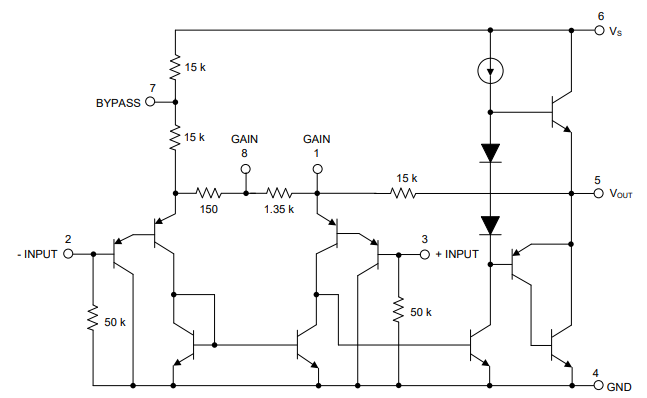 6
Vs
15 k
7
BYPASS
15 k
GAIN
8
GAIN
1
15 k
5
VOUT
150
1.35 k
2
- INPUT
3
+ INPUT
50 k
50 k
4
GND